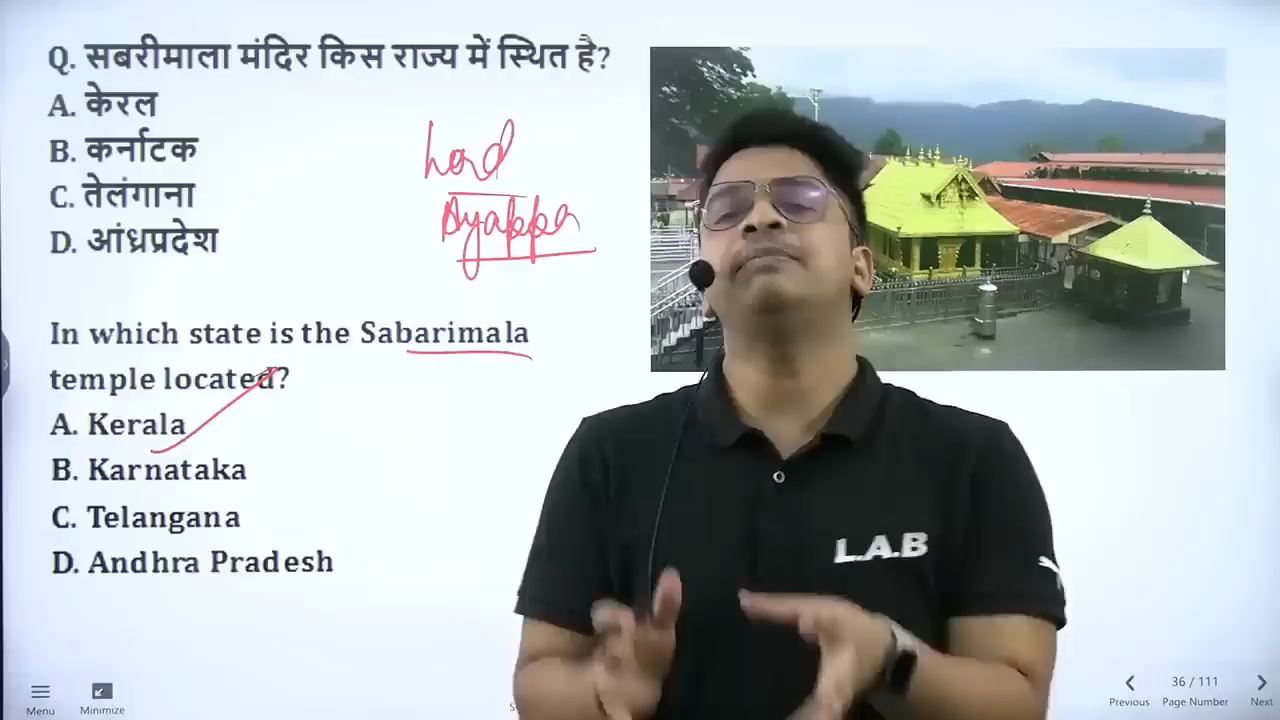 Q. सबरीमाला मंदिर किस राज्य में स्थित है?
A. केरल
B. कर्नाटक
C. तेलंगाना
D. आंध्रप्रदेश
Lord
Ayappa
In which state is the Sabarimala
temple located?
A. Kerala
B. Karnataka
C. Telangana
D. Andhra Pradesh
L.A.B
Menu
Minimize
36 / 111
Previous
Page Number
Next